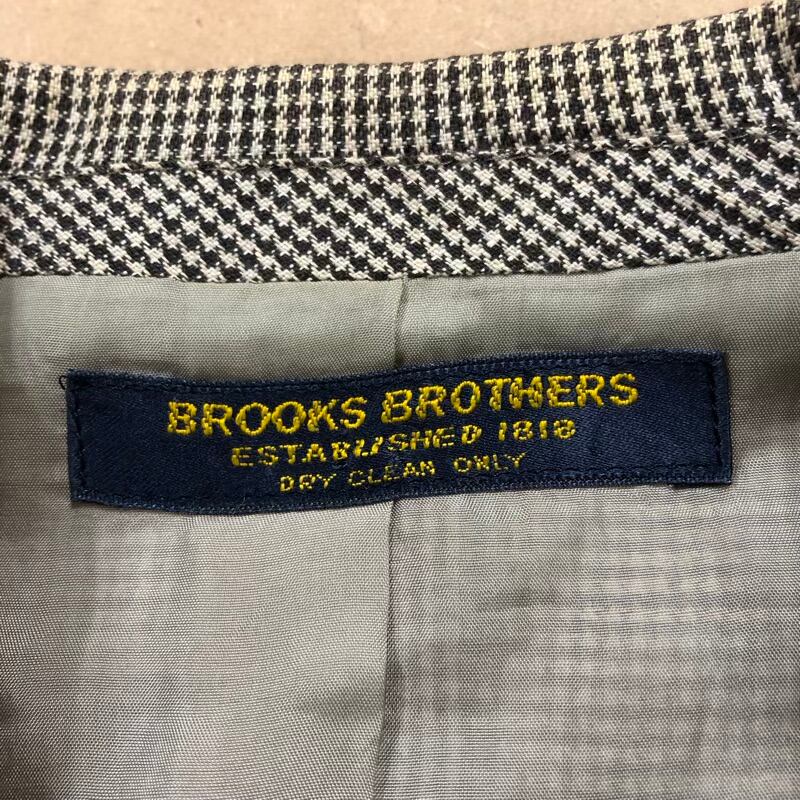 BROOKS BROTHERS
ESTABLISHED 1818
DRY CLEAN ONLY